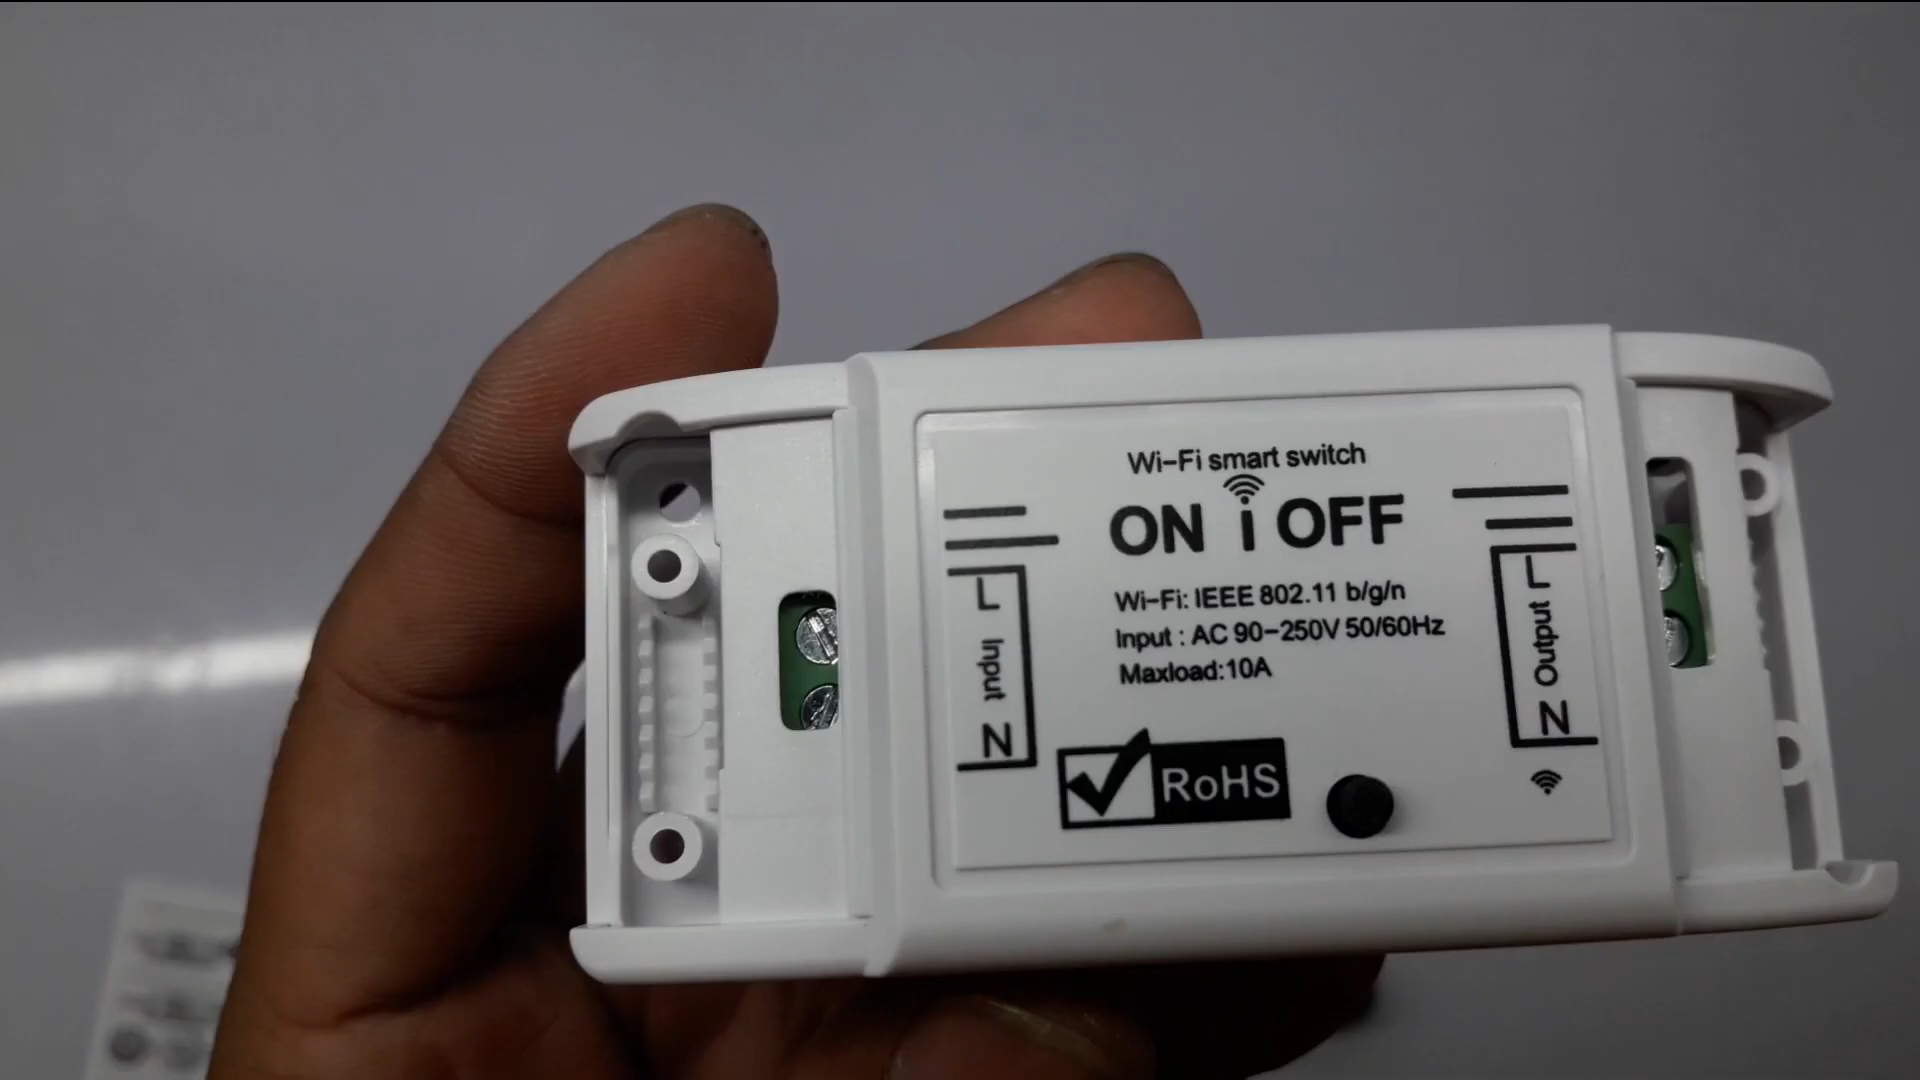 Wi-Fi smart switch
ON i OFF
Wi-Fi: IEEE 802.11 b/g/n
Input : AC 90-250V 50/60Hz
Maxload:10A
L Input N
N Output L
RoHS